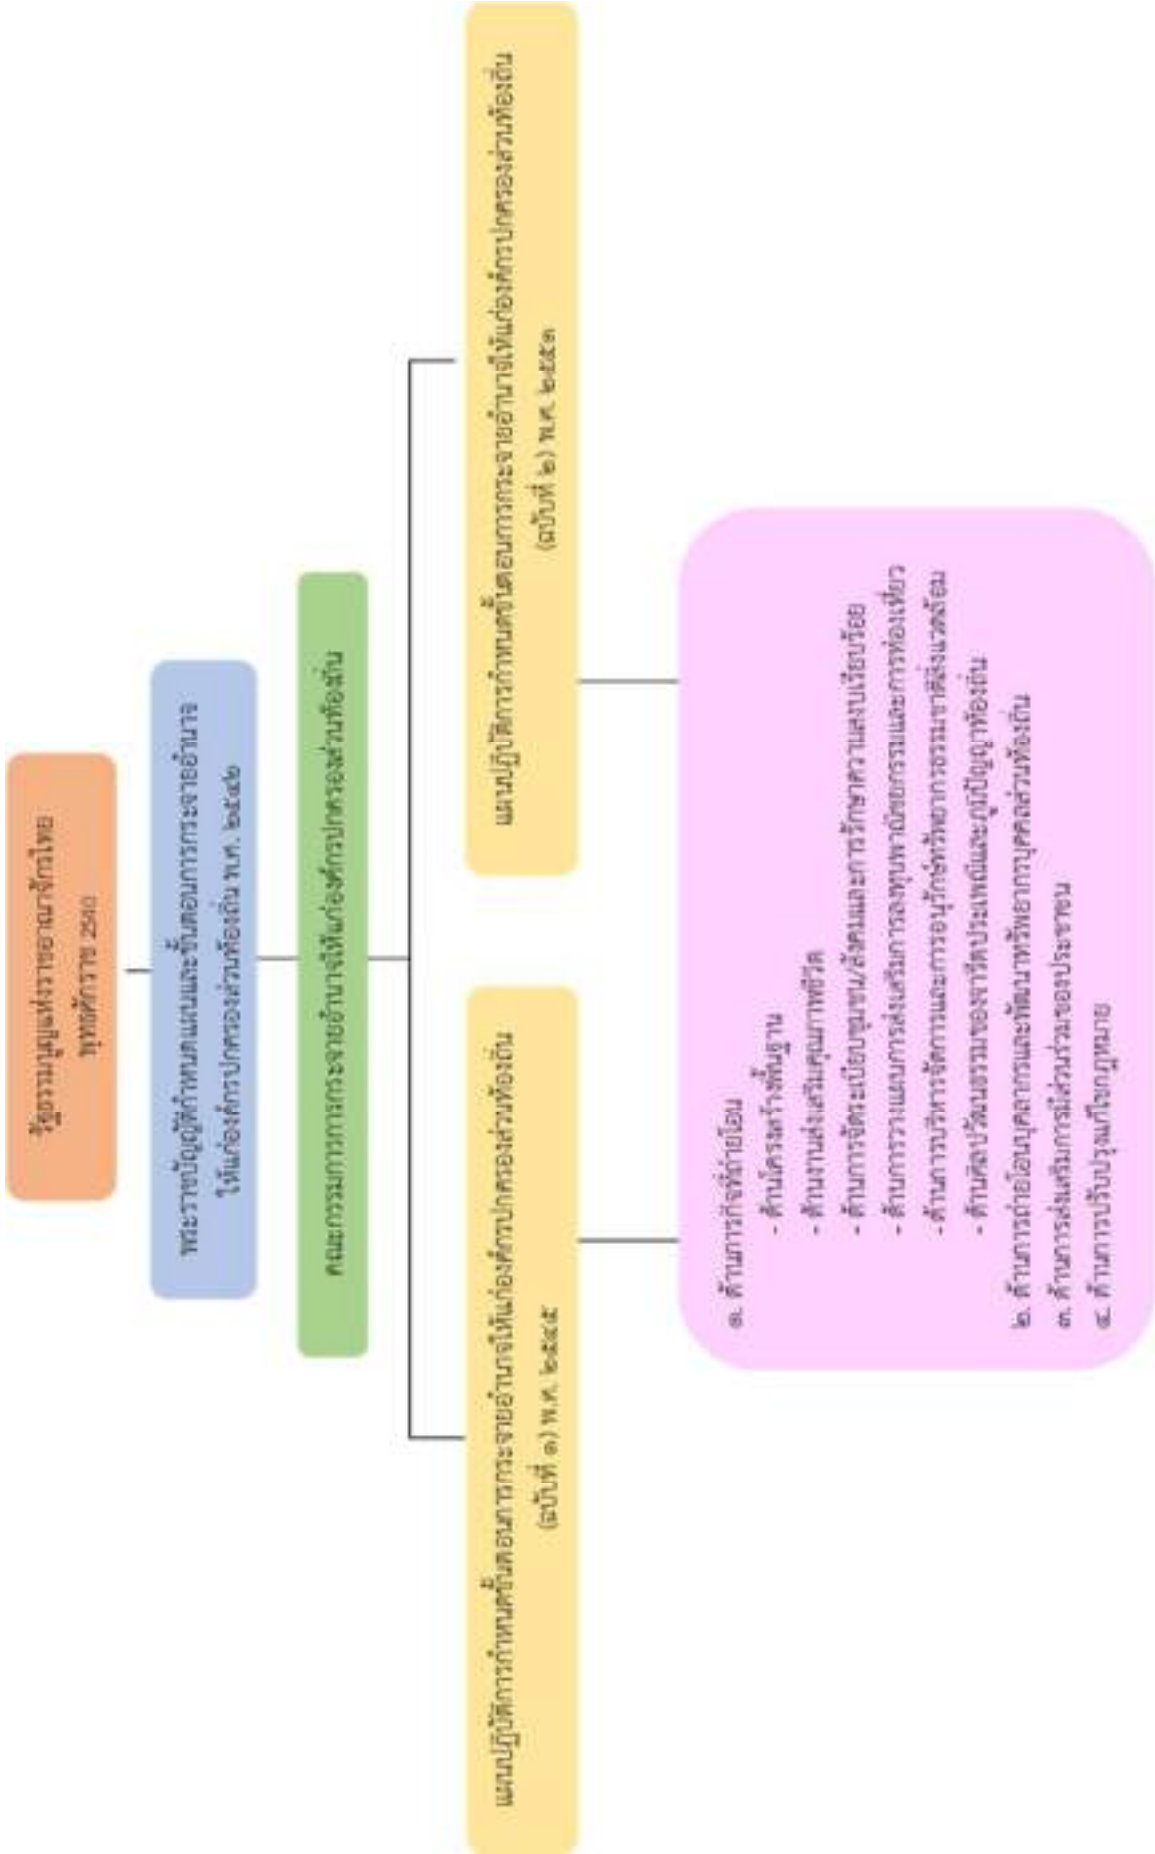 รัฐธรรมนูญแห่งราชอาณาจักรไทย
พุทธศักราช 2540
พระราชบัญญัติกำหนดแผนและขั้นตอนการกระจายอำนาจ
ให้แก่องค์กรปกครองส่วนท้องถิ่น พ.ศ. ๒๕๔๒
คณะกรรมการการกระจายอำนาจให้แก่องค์กรปกครองส่วนท้องถิ่น
แผนปฏิบัติการกำหนดขั้นตอนการกระจายอำนาจให้แก่องค์กรปกครองส่วนท้องถิ่น
(ฉบับที่ ๑) พ.ศ. ๒๕๔๕
แผนปฏิบัติการกำหนดขั้นตอนการกระจายอำนาจให้แก่องค์กรปกครองส่วนท้องถิ่น
(ฉบับที่ ๒) พ.ศ. ๒๕๕๑
๑. ด้านภารกิจที่ถ่ายโอน
- ด้านโครงสร้างพื้นฐาน
- ด้านงานส่งเสริมคุณภาพชีวิต
- ด้านการจัดระเบียบชุมชน/สังคมและการรักษาความสงบเรียบร้อย
- ด้านการวางแผนการส่งเสริมการลงทุนพาณิชยกรรมและการท่องเที่ยว
- ด้านการบริหารจัดการและการอนุรักษ์ทรัพยากรธรรมชาติสิ่งแวดล้อม
- ด้านศิลปวัฒนธรรมของจารีตประเพณีและภูมิปัญญาท้องถิ่น
๒. ด้านการถ่ายโอนบุคลากรและพัฒนาทรัพยากรบุคคลส่วนท้องถิ่น
๓. ด้านการส่งเสริมการมีส่วนร่วมของประชาชน
๔. ด้านการปรับปรุงแก้ไขกฎหมาย